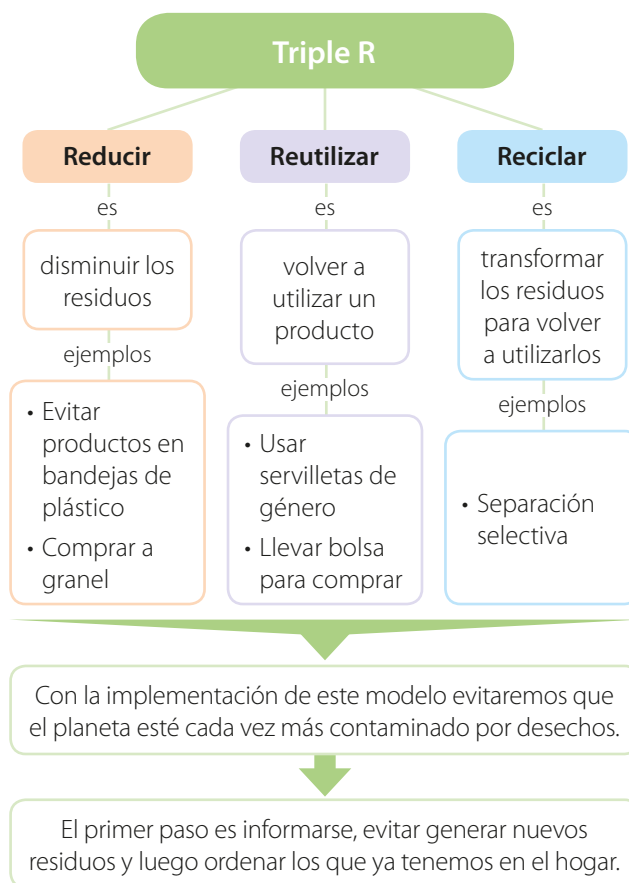 Triple R
Reducir
es
disminuir los
residuos
ejemplos
• Evitar
productos en
bandejas de
plástico
• Comprar a
granel
Reutilizar
es
volver a
utilizar un
producto
ejemplos
• Usar
servilletas de
género
• Llevar bolsa
para comprar
Reciclar
es
transformar
los residuos
para volver
a utilizarlos
ejemplos
• Separación
selectiva
Con la implementación de este modelo evitaremos que
el planeta esté cada vez más contaminado por desechos.
El primer paso es informarse, evitar generar nuevos
residuos y luego ordenar los que ya tenemos en el hogar.